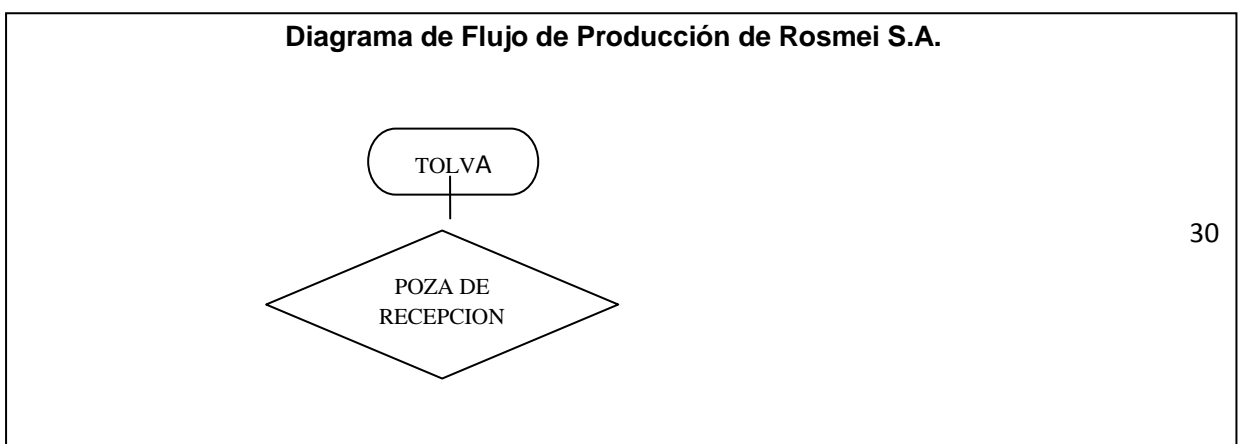 Diagrama de Flujo de Producción de Rosmei S.A.
TOLVA
30
POZA DE
RECEPCION